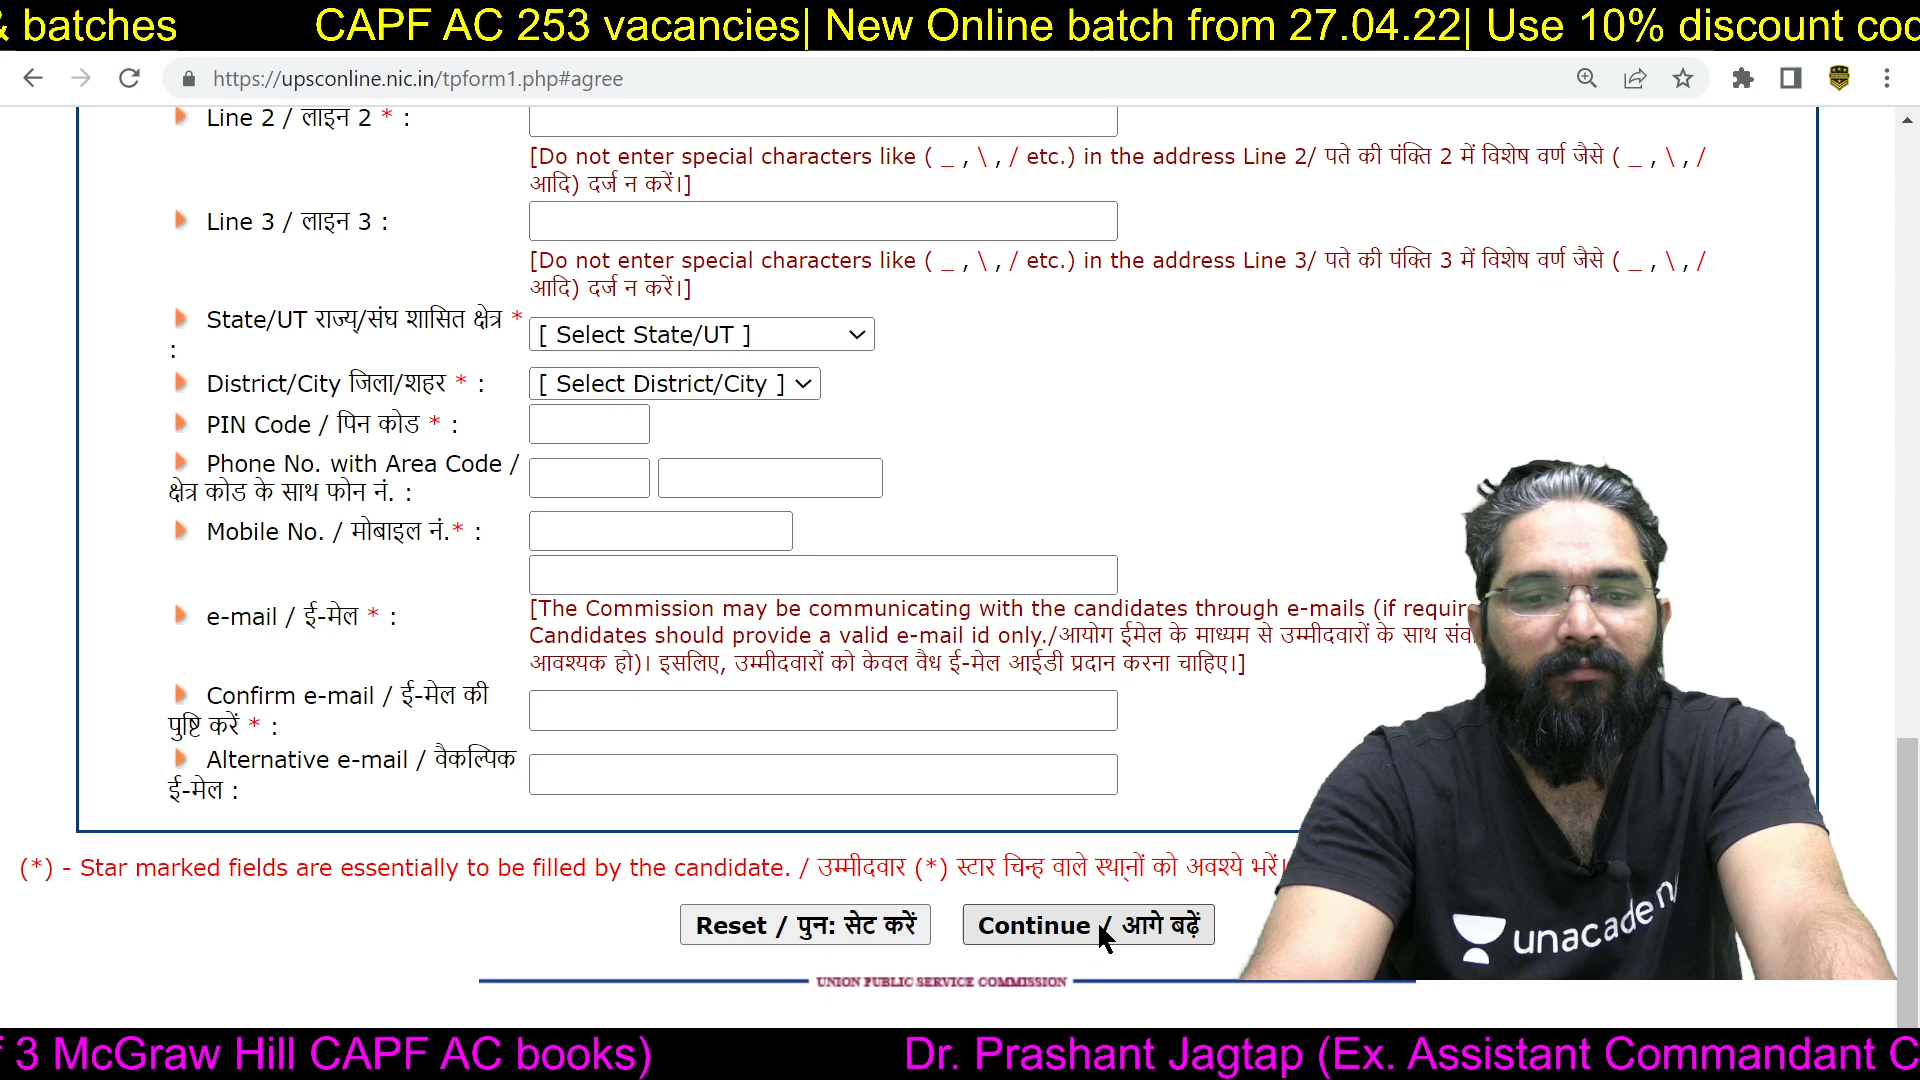 & batches CAPF AC 253 vacancies| New Online batch from 27.04.22| Use 10% discount
https://upsconline.nic.in/tpform1.php#agree
Line 2 / लाइन 2 * :
[Do not enter special characters like ( _ , \ , / etc.) in the address Line 2/ पते की पंक्ति 2 में विशेष वर्ण जैसे ( _ , \ , /
आदि) दर्ज न करें।]
Line 3 / लाइन 3 :
[Do not enter special characters like ( _ , \ , / etc.) in the address Line 3/ पते की पंक्ति 3 में विशेष वर्ण जैसे ( _ , \ , /
आदि) दर्ज न करें।]
State/UT राज्य/संघ शासित क्षेत्र *
:
[ Select State/UT ]
District/City जिला/शहर * :
[ Select District/City ]
PIN Code / पिन कोड * :
Phone No. with Area Code /
क्षेत्र कोड के साथ फोन नं. :
Mobile No. / मोबाइल नं.* :
e-mail / ई-मेल * :
[The Commission may be communicating with the candidates through e-mails (if
Candidates should provide a valid e-mail id only./आयोग ईमेल के माध्यम से उम्मीदवारों के साथ
आवश्यक हो)। इसलिए, उम्मीदवारों को केवल वैध ई-मेल आईडी प्रदान करना चाहिए।]
Confirm e-mail / ई-मेल की
पुष्टि करें * :
Alternative e-mail / वैकल्पिक
ई-मेल :
(*) - Star marked fields are essentially to be filled by the candidate. / उम्मीदवार (*) स्टार चिन्ह वाले स्थानों को अवश्ये भरें।
Reset / पुन: सेट करें
Continue / आगे बढ़ें
UNION PUBLIC SERVICE COMMISSION
unacademy
3 McGraw Hill CAPF AC books) Dr. Prashant Jagtap (Ex. Assistant Commandant